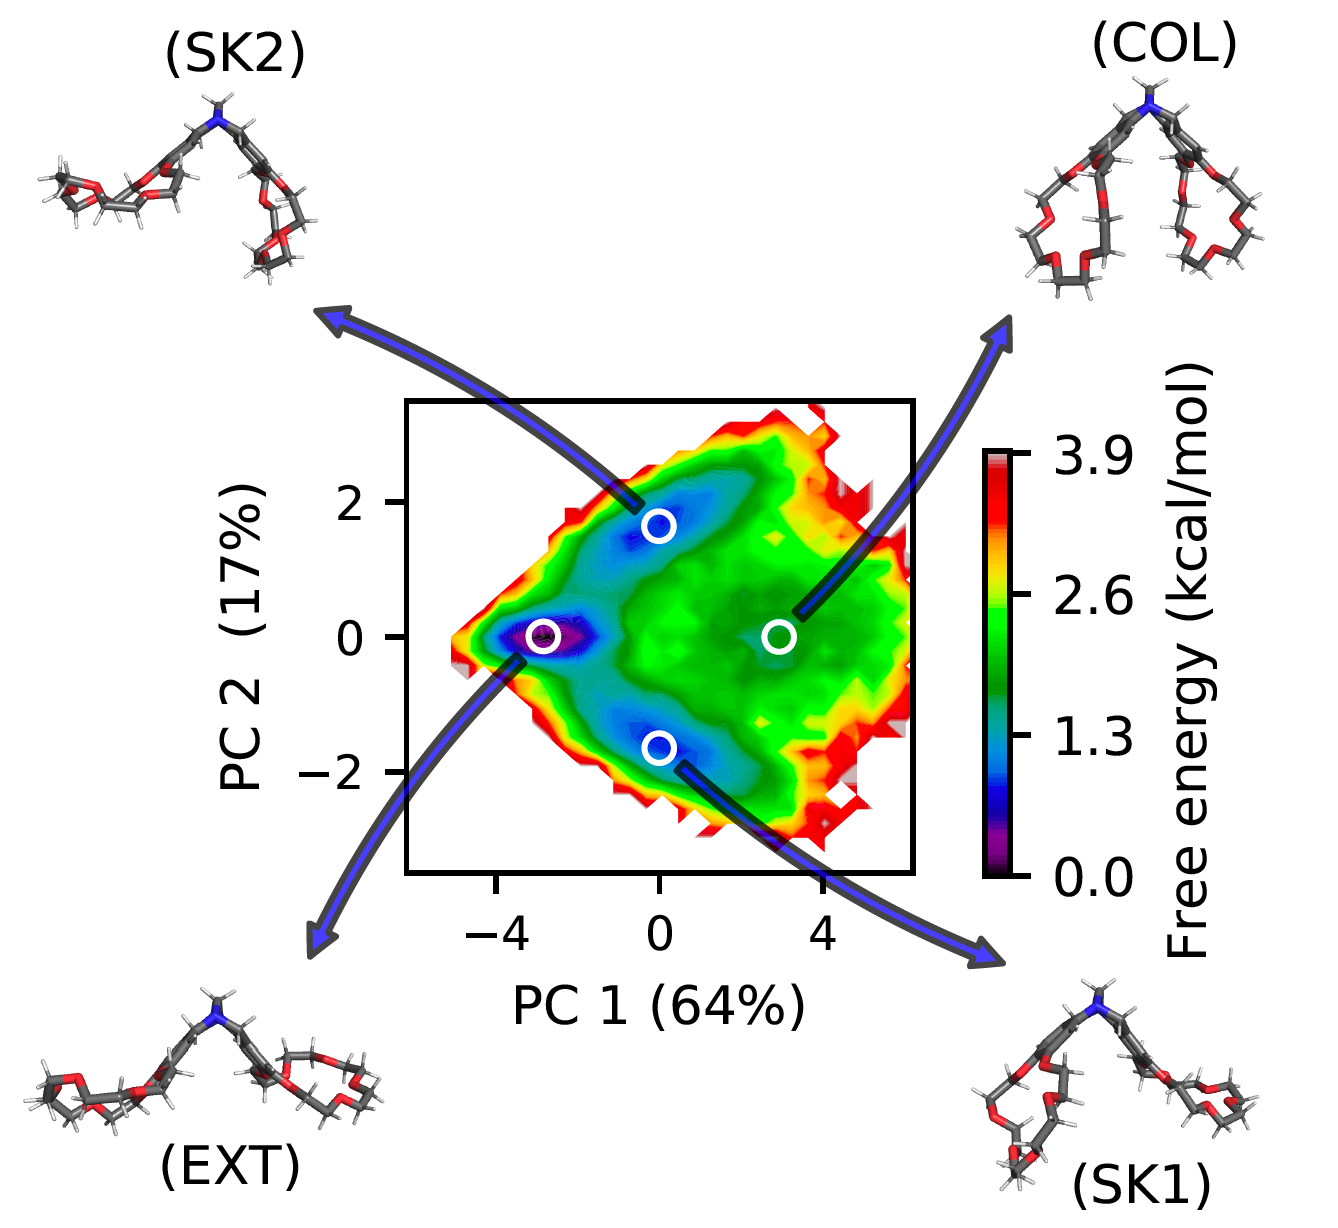 (SK2)
(COL)
PC 2 (17%)
2
0
−2
−4
0
4
PC 1 (64%)
3.9
2.6
1.3
0.0
Free energy (kcal/mol)
(EXT)
(SK1)